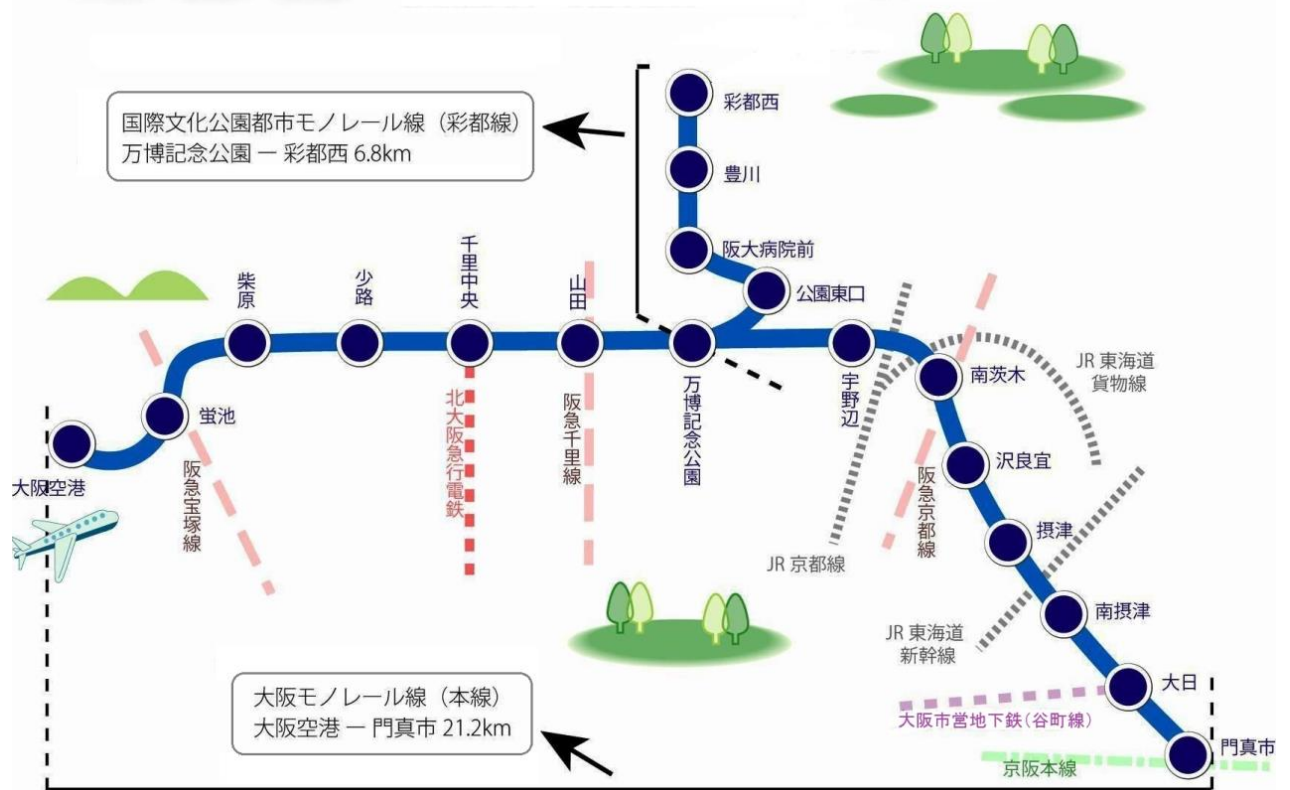 国際文化公園都市モノレール線（彩都線）
万博記念公園 ― 彩都西 6.8km
彩都西
豊川
阪大病院前
公園東口
柴原
少路
千里中央
山田
万博記念公園
宇野辺
南茨木
JR 東海道
貨物線
蛍池
大阪空港
阪急宝塚線
北大阪急行電鉄
阪急千里線
JR 京都線
阪急京都線
沢良宜
摂津
南摂津
JR 東海道
新幹線
大日
大阪市営地下鉄(谷町線)
門真市
京阪本線
大阪モノレール線（本線）
大阪空港 ― 門真市 21.2km